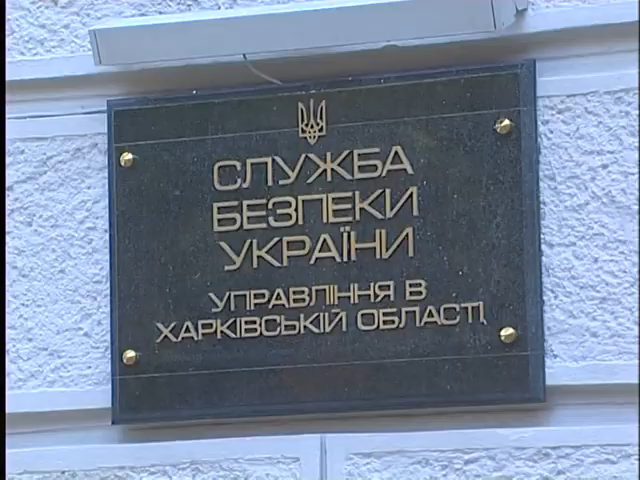 СЛУЖБА
БЕЗПЕКИ
УКРАЇНИ
УПРАВЛІННЯ В
ХАРКІВСЬКІЙ ОБЛАСТІ